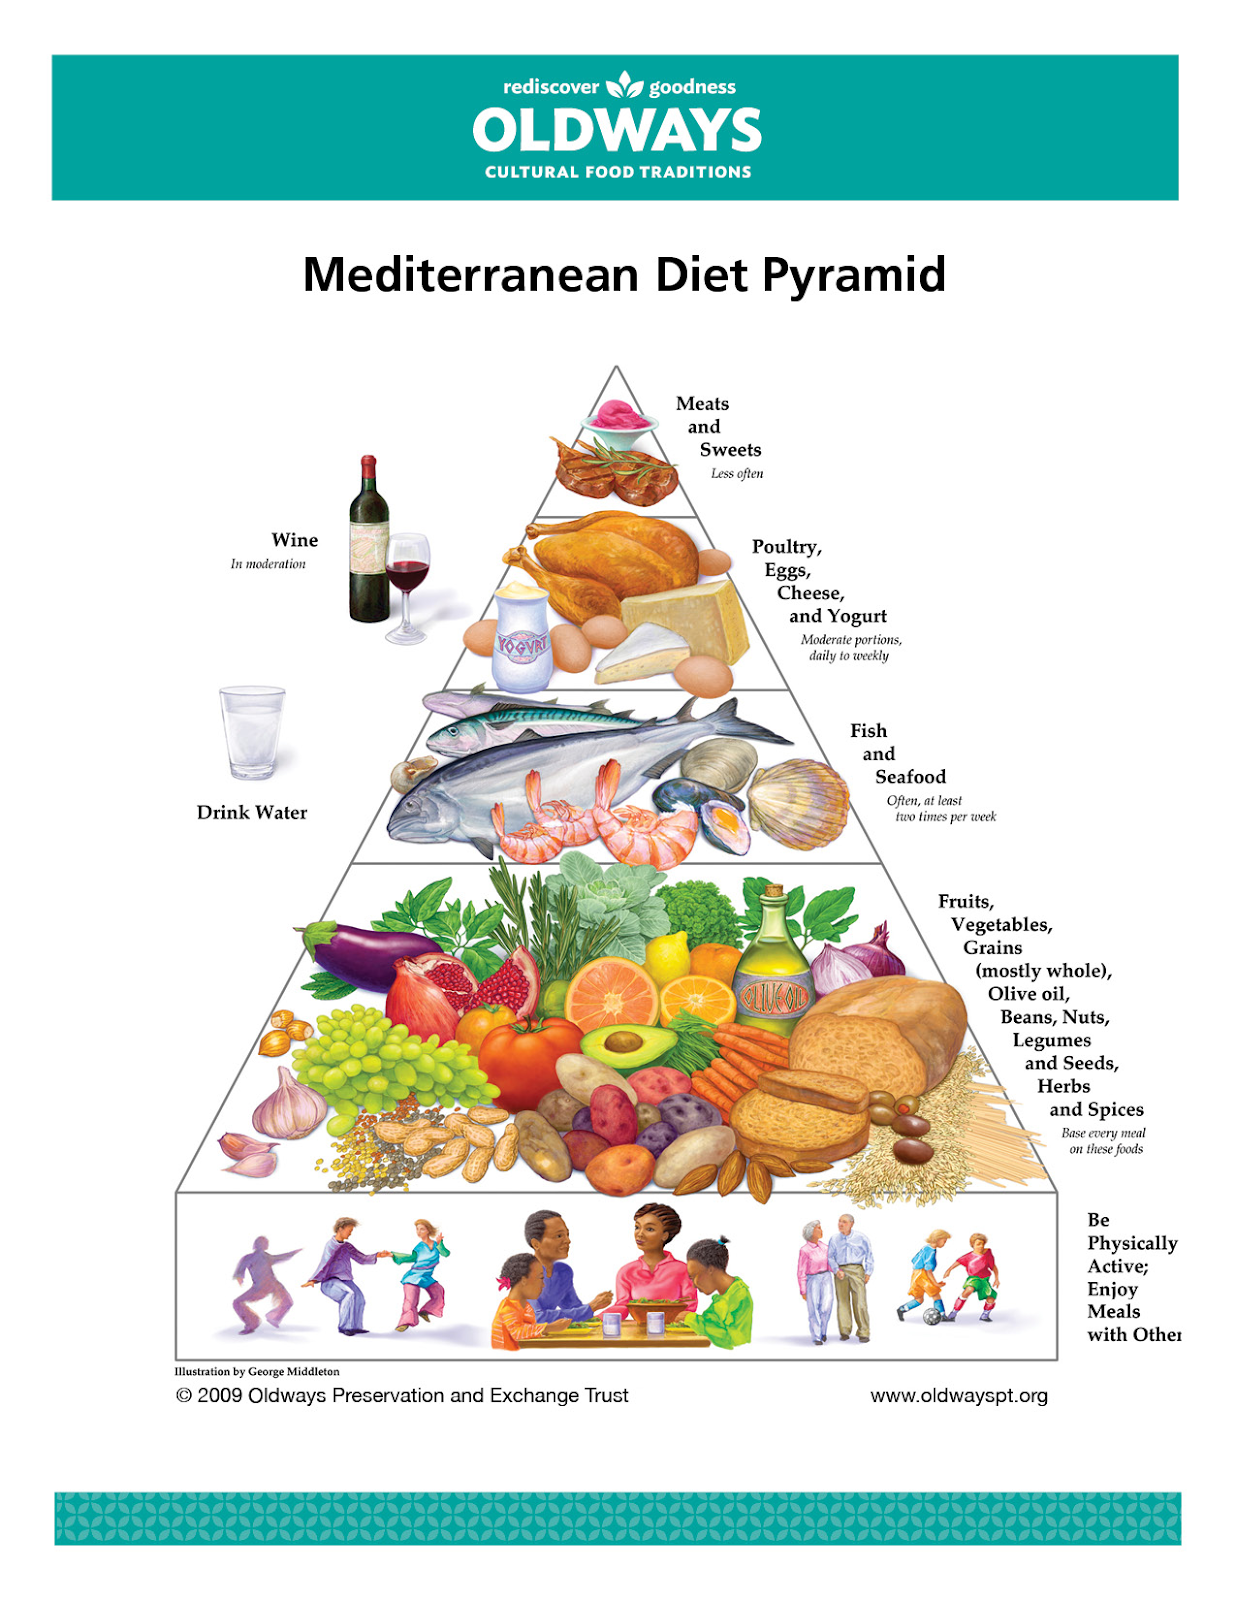 rediscover goodness
OLDWAYS
CULTURAL FOOD TRADITIONS
Mediterranean Diet Pyramid
Meats
and
Sweets
Less often
Wine
In moderation
Poultry,
Eggs,
Cheese,
and Yogurt
Moderate portions,
daily to weekly
YOGURT
Fish
and
Seafood
Often, at least
two times per week
Drink Water
Fruits,
Vegetables,
Grains
(mostly whole),
Olive oil,
Beans, Nuts,
Legumes
and Seeds,
Herbs
and Spices
Base every meal
on these foods
OLIVE OIL
Be
Physically
Active;
Enjoy
Meals
with Other
Illustration by George Middleton
© 2009 Oldways Preservation and Exchange Trust
www.oldwayspt.org